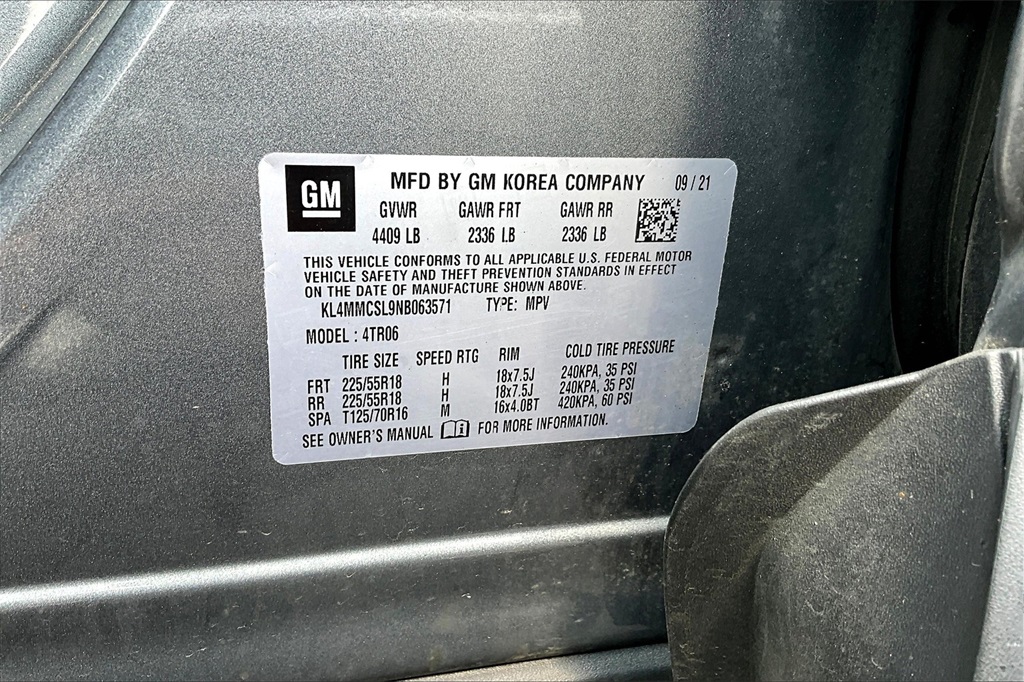 GM MFD BY GM KOREA COMPANY 09/21
GVWR GAWR FRT GAWR RR
4409 LB 2336 LB 2336 LB
THIS VEHICLE CONFORMS TO ALL APPLICABLE U.S. FEDERAL MOTOR
VEHICLE SAFETY AND THEFT PREVENTION STANDARDS IN EFFECT
ON THE DATE OF MANUFACTURE SHOWN ABOVE.
KL4MMCSL9NB063571 TYPE: MPV
MODEL : 4TR06
TIRE SIZE SPEED RTG RIM COLD TIRE PRESSURE
FRT 225/55R18 H 18x7.5J 240KPA, 35 PSI
RR 225/55R18 H 18x7.5J 240KPA, 35 PSI
SPA T125/70R16 M 16x4.0BT 420KPA, 60 PSI
SEE OWNER'S MANUAL FOR MORE INFORMATION.